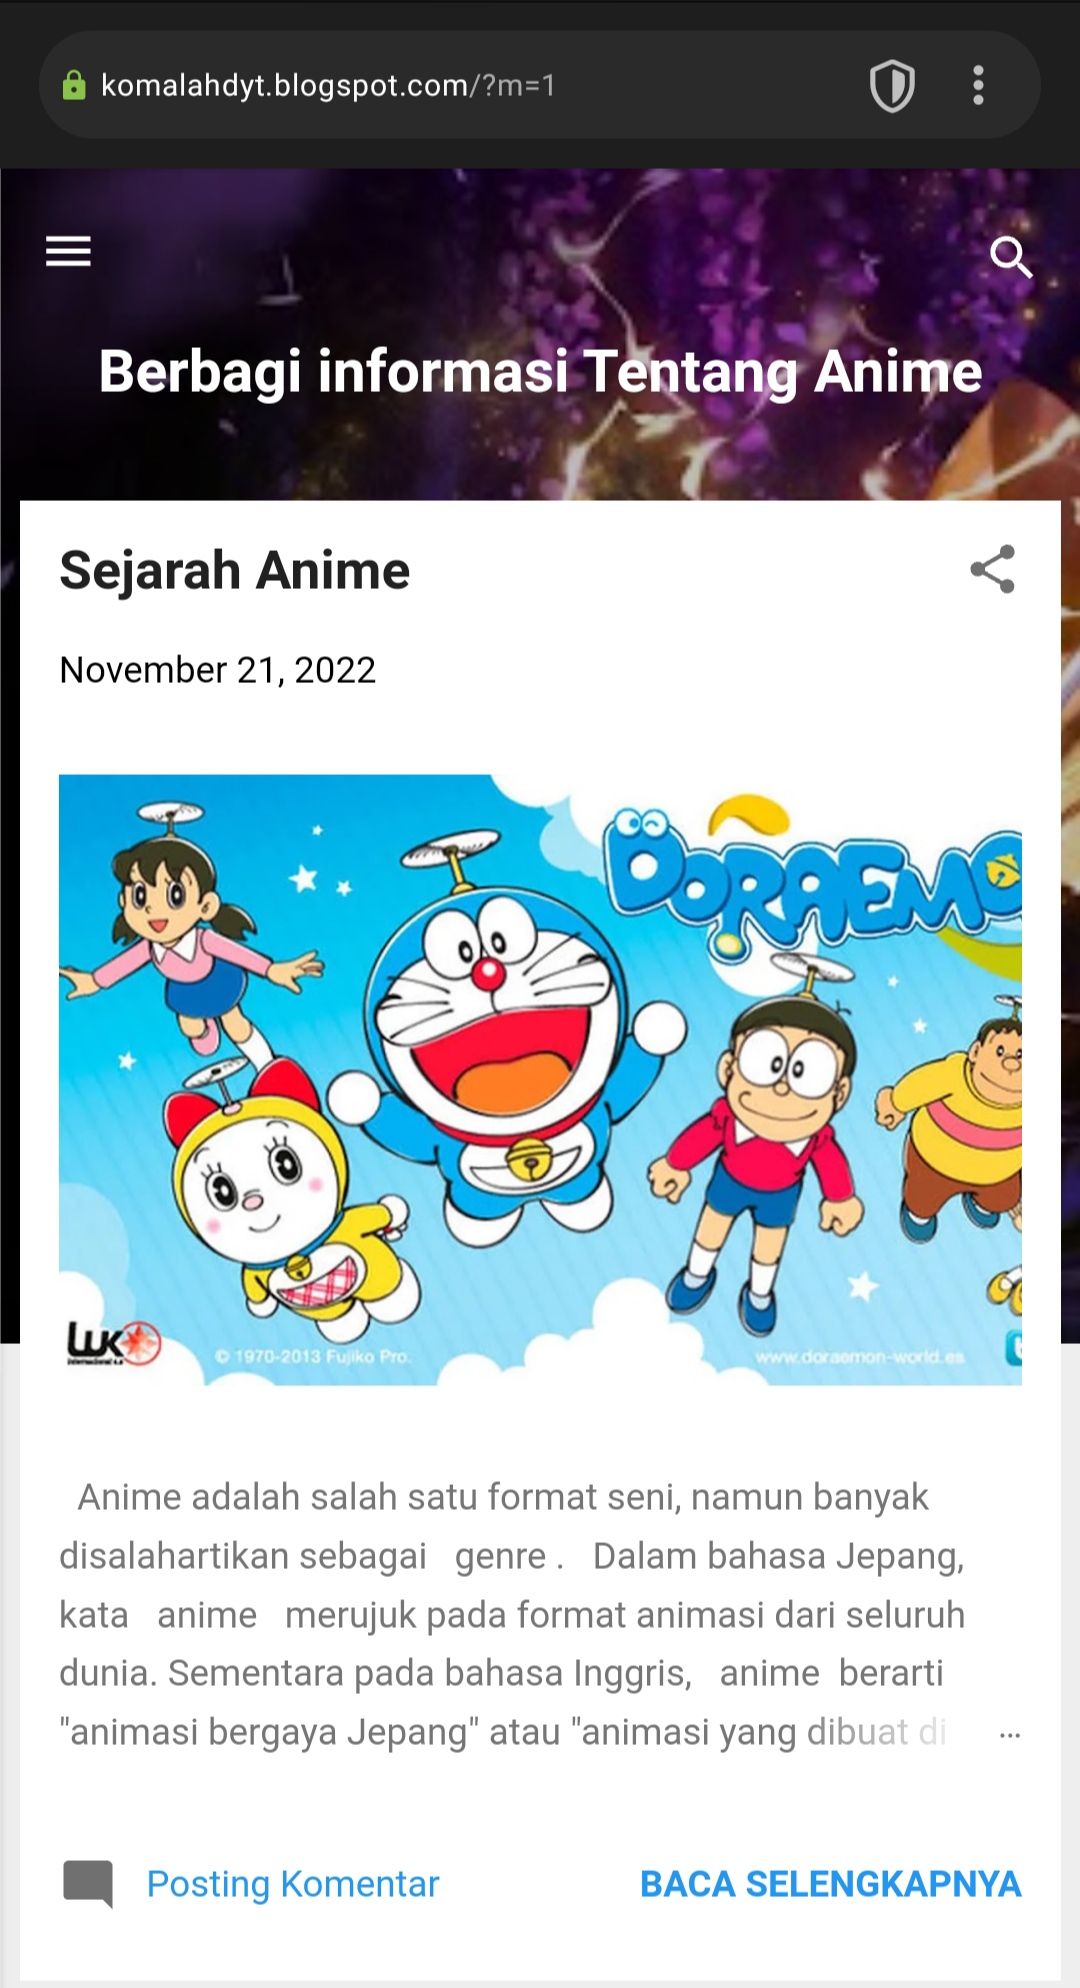 komalahdyt.blogspot.com/?m=1
Berbagi informasi Tentang Anime
Sejarah Anime
November 21, 2022
DORAEMO
LUK
© 1970-2013 Fujiko Pro.
www.doraemon-world.es
Anime adalah salah satu format seni, namun banyak
disalahartikan sebagai genre . Dalam bahasa Jepang,
kata anime merujuk pada format animasi dari seluruh
dunia. Sementara pada bahasa Inggris, anime berarti
"animasi bergaya Jepang" atau "animasi yang dibuat di ...
Posting Komentar
BACA SELENGKAPNYA